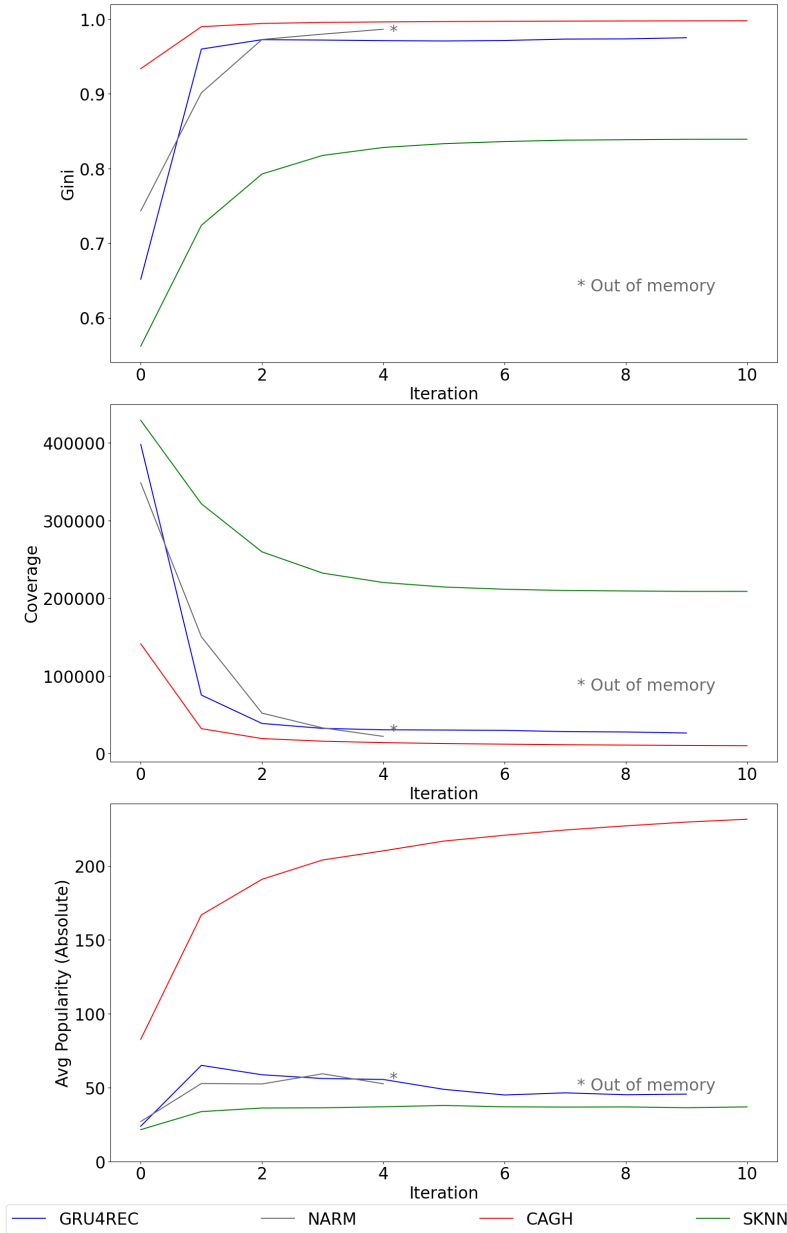 1.0
0.9
0.8
0.7
0.6
Gini
*
* Out of memory
0 2 4 6 8 10
Iteration
400000
300000
200000
100000
0
Coverage
*
* Out of memory
0 2 4 6 8 10
Iteration
200
150
100
50
0
Avg Popularity (Absolute)
*
* Out of memory
0 2 4 6 8 10
Iteration
GRU4REC NARM CAGH SKNN